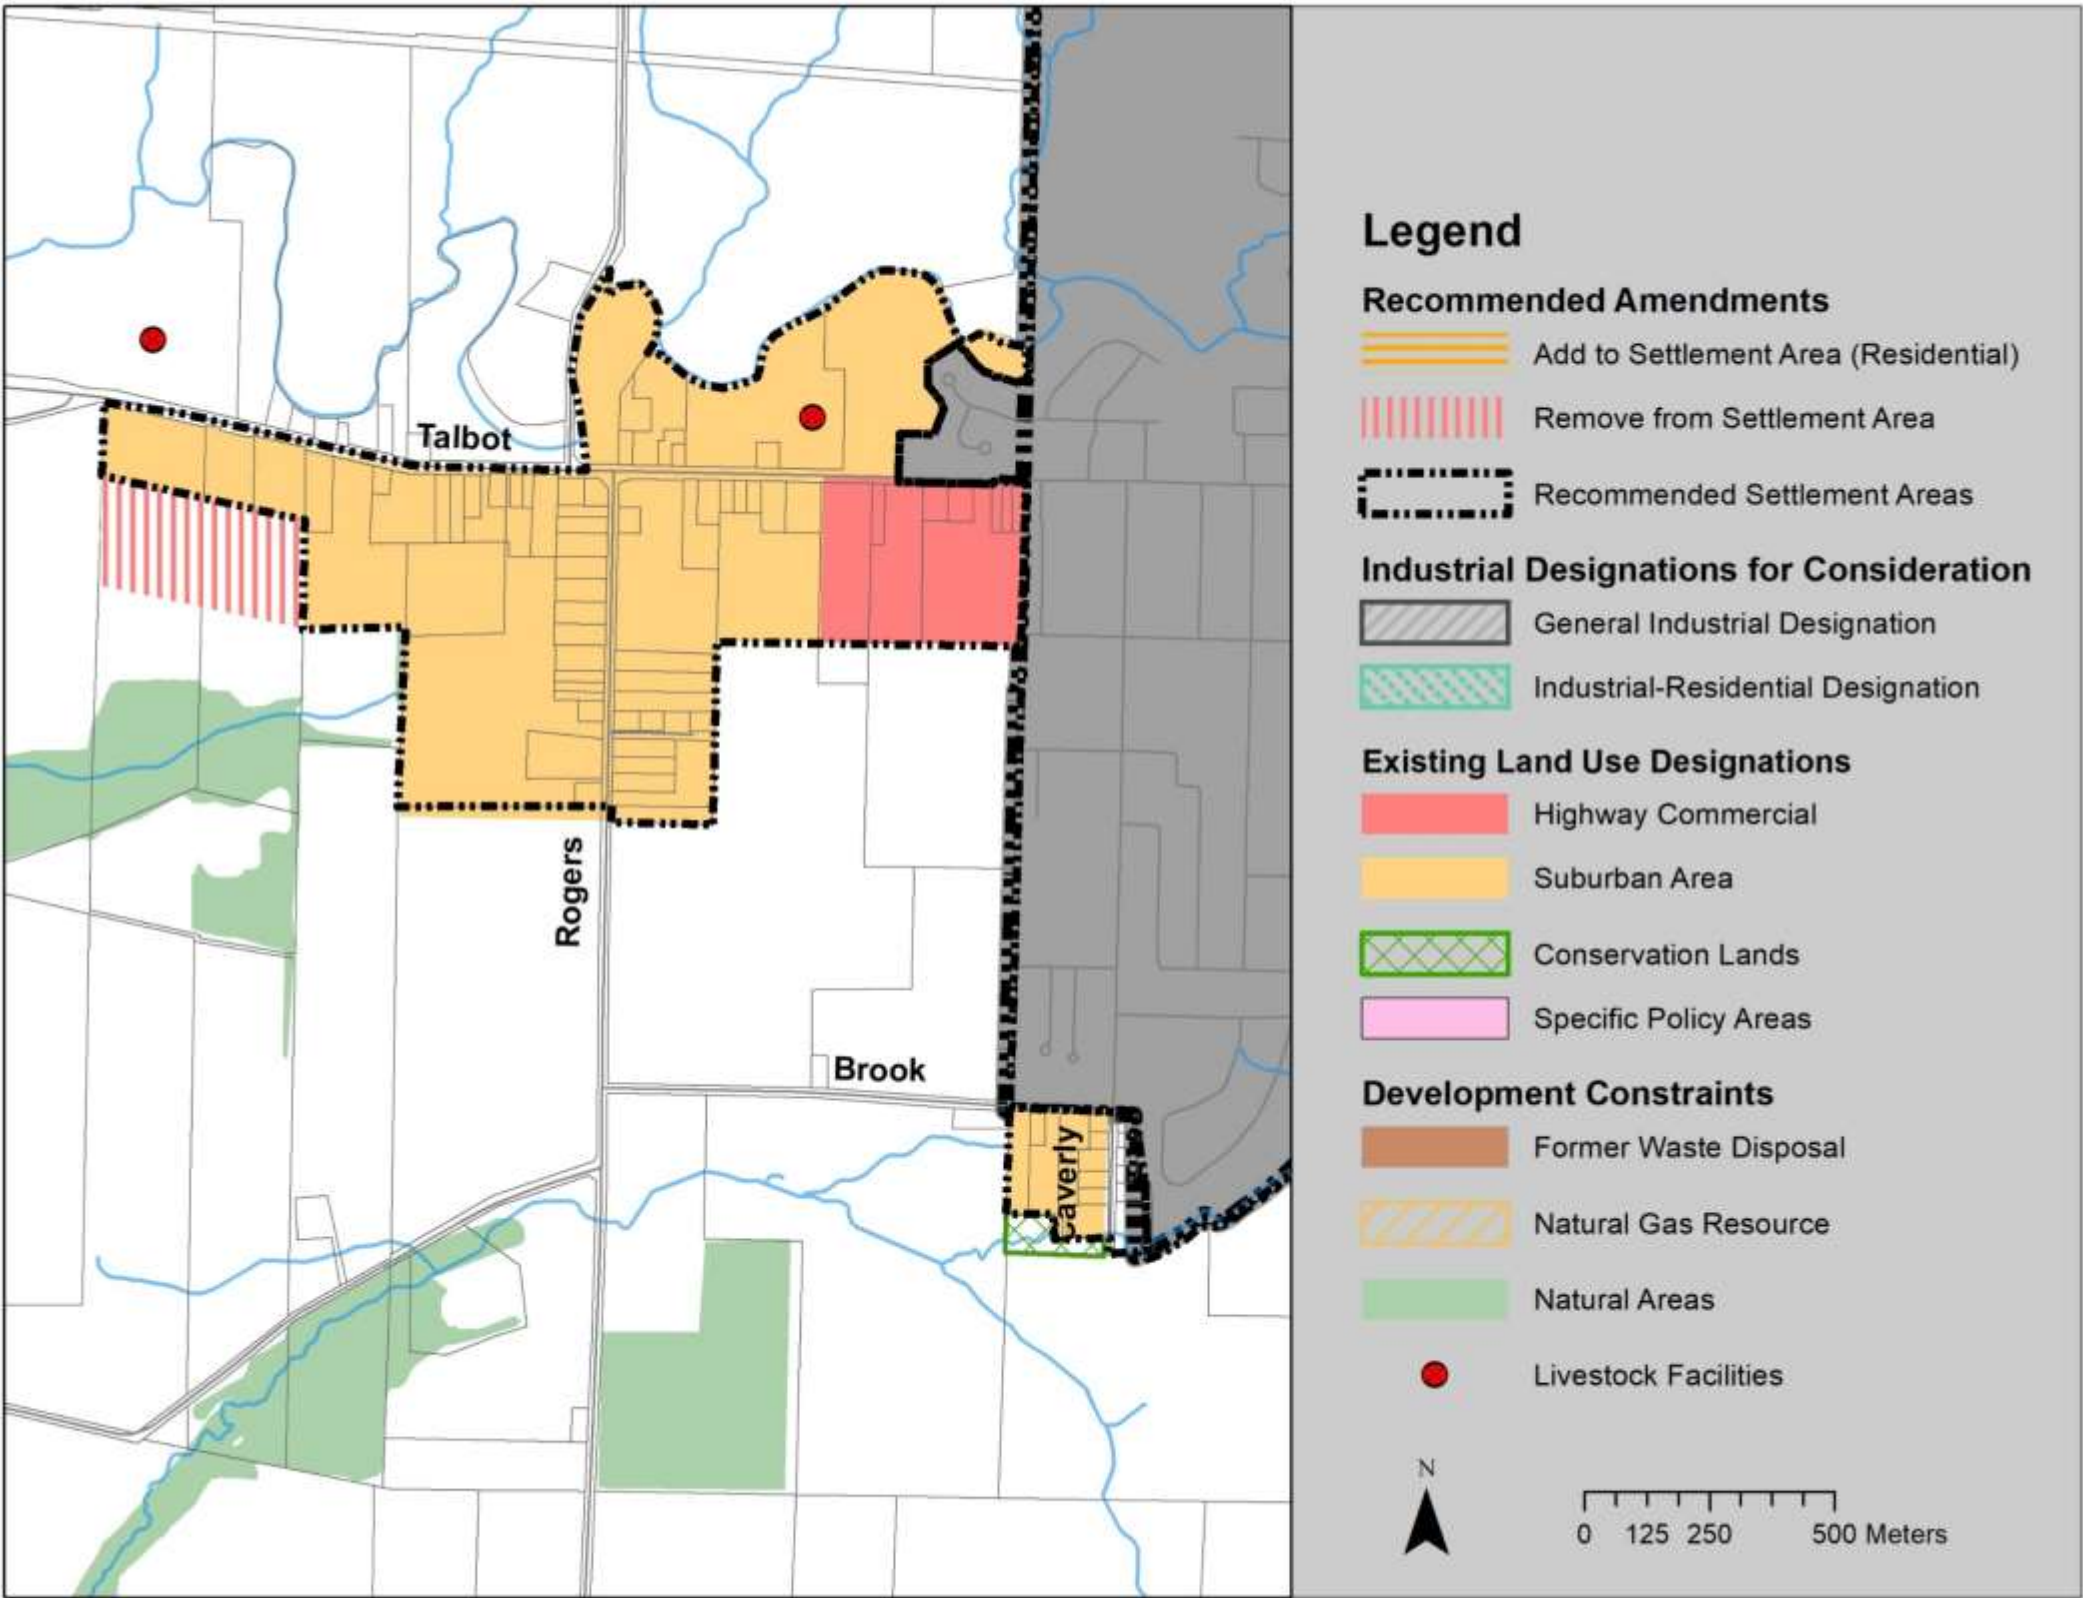 Talbot
Rogers
Brook
Caverly
Legend
Recommended Amendments
Add to Settlement Area (Residential)
Remove from Settlement Area
Recommended Settlement Areas
Industrial Designations for Consideration
General Industrial Designation
Industrial-Residential Designation
Existing Land Use Designations
Highway Commercial
Suburban Area
Conservation Lands
Specific Policy Areas
Development Constraints
Former Waste Disposal
Natural Gas Resource
Natural Areas
Livestock Facilities
N
0 125 250 500 Meters